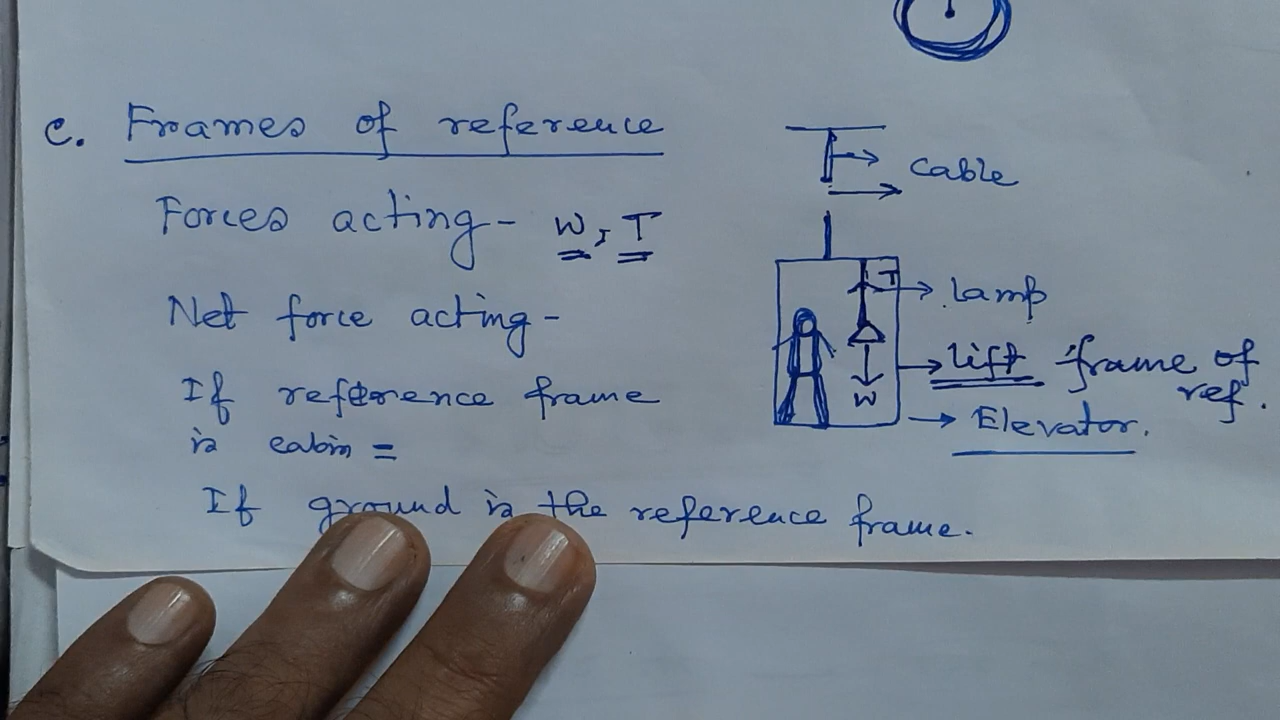 c. Frames of reference
Forces acting - W, T
Net force acting -
If reference frame
is cabin =
If ground is the reference frame.
Cable
T
Lamp
W
lift frame of
ref.
Elevator.